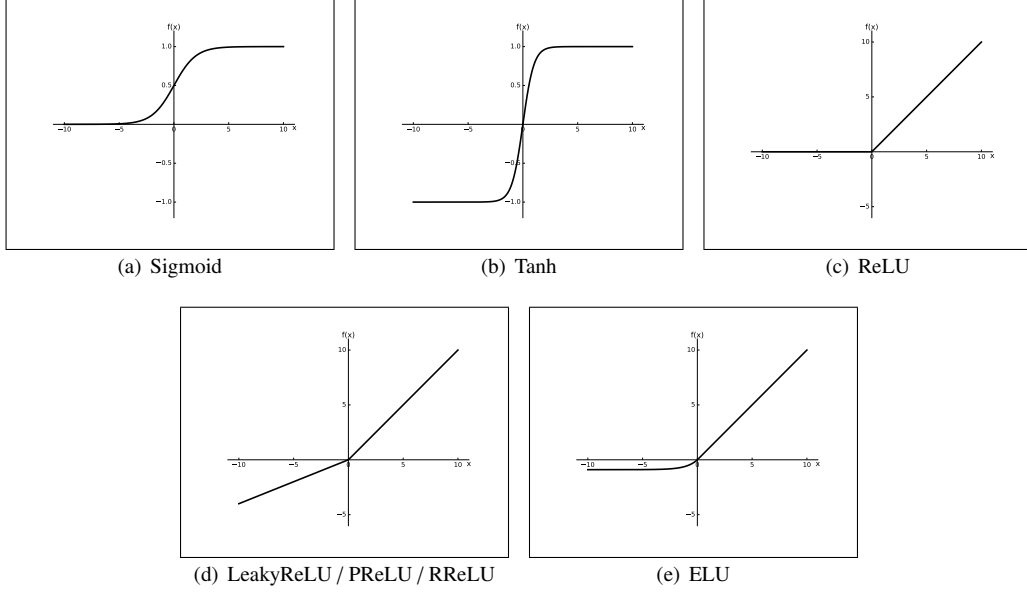 f(x)
1.0
0.5
−10 −5 0 5 10 x
−0.5
−1.0
(a) Sigmoid
f(x)
1.0
0.5
−10 −5 0 5 10 x
−0.5
−1.0
(b) Tanh
f(x)
10
5
−10 −5 0 5 10 x
−5
(c) ReLU
f(x)
10
5
−10 −5 0 5 10 x
−5
(d) LeakyReLU / PReLU / RReLU
f(x)
10
5
−10 −5 0 5 10 x
−5
(e) ELU